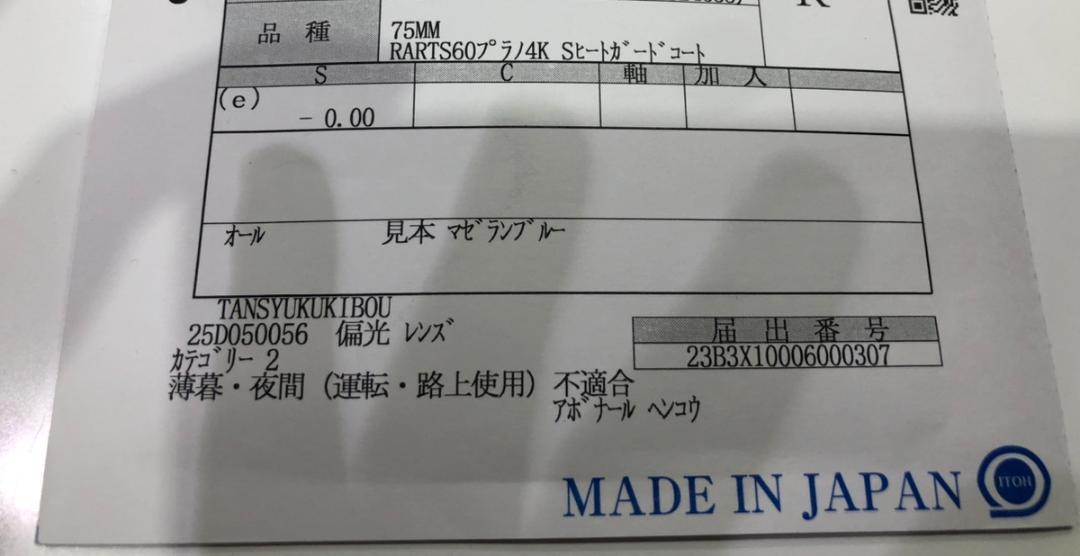 品 種
75MM
RARTS60プラノ4K Sヒートガードコート
S C 軸 加 入
(e)
- 0.00
オール 見本 マゼランブルー
TANSYUKUKIBOU
25D050056 偏光 レンズ
カテゴリー 2
薄暮・夜間 (運転・路上使用) 不適合
アボナール ヘンコウ
届 出 番 号
23B3X10006000307
MADE IN JAPAN
ITOH